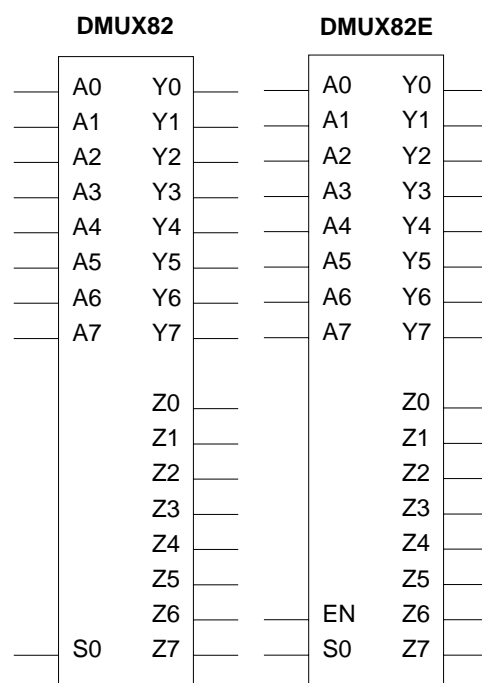 DMUX82 DMUX82E
A0 Y0 A0 Y0
A1 Y1 A1 Y1
A2 Y2 A2 Y2
A3 Y3 A3 Y3
A4 Y4 A4 Y4
A5 Y5 A5 Y5
A6 Y6 A6 Y6
A7 Y7 A7 Y7
Z0 Z0
Z1 Z1
Z2 Z2
Z3 Z3
Z4 Z4
Z5 Z5
Z6 EN Z6
S0 Z7 S0 Z7